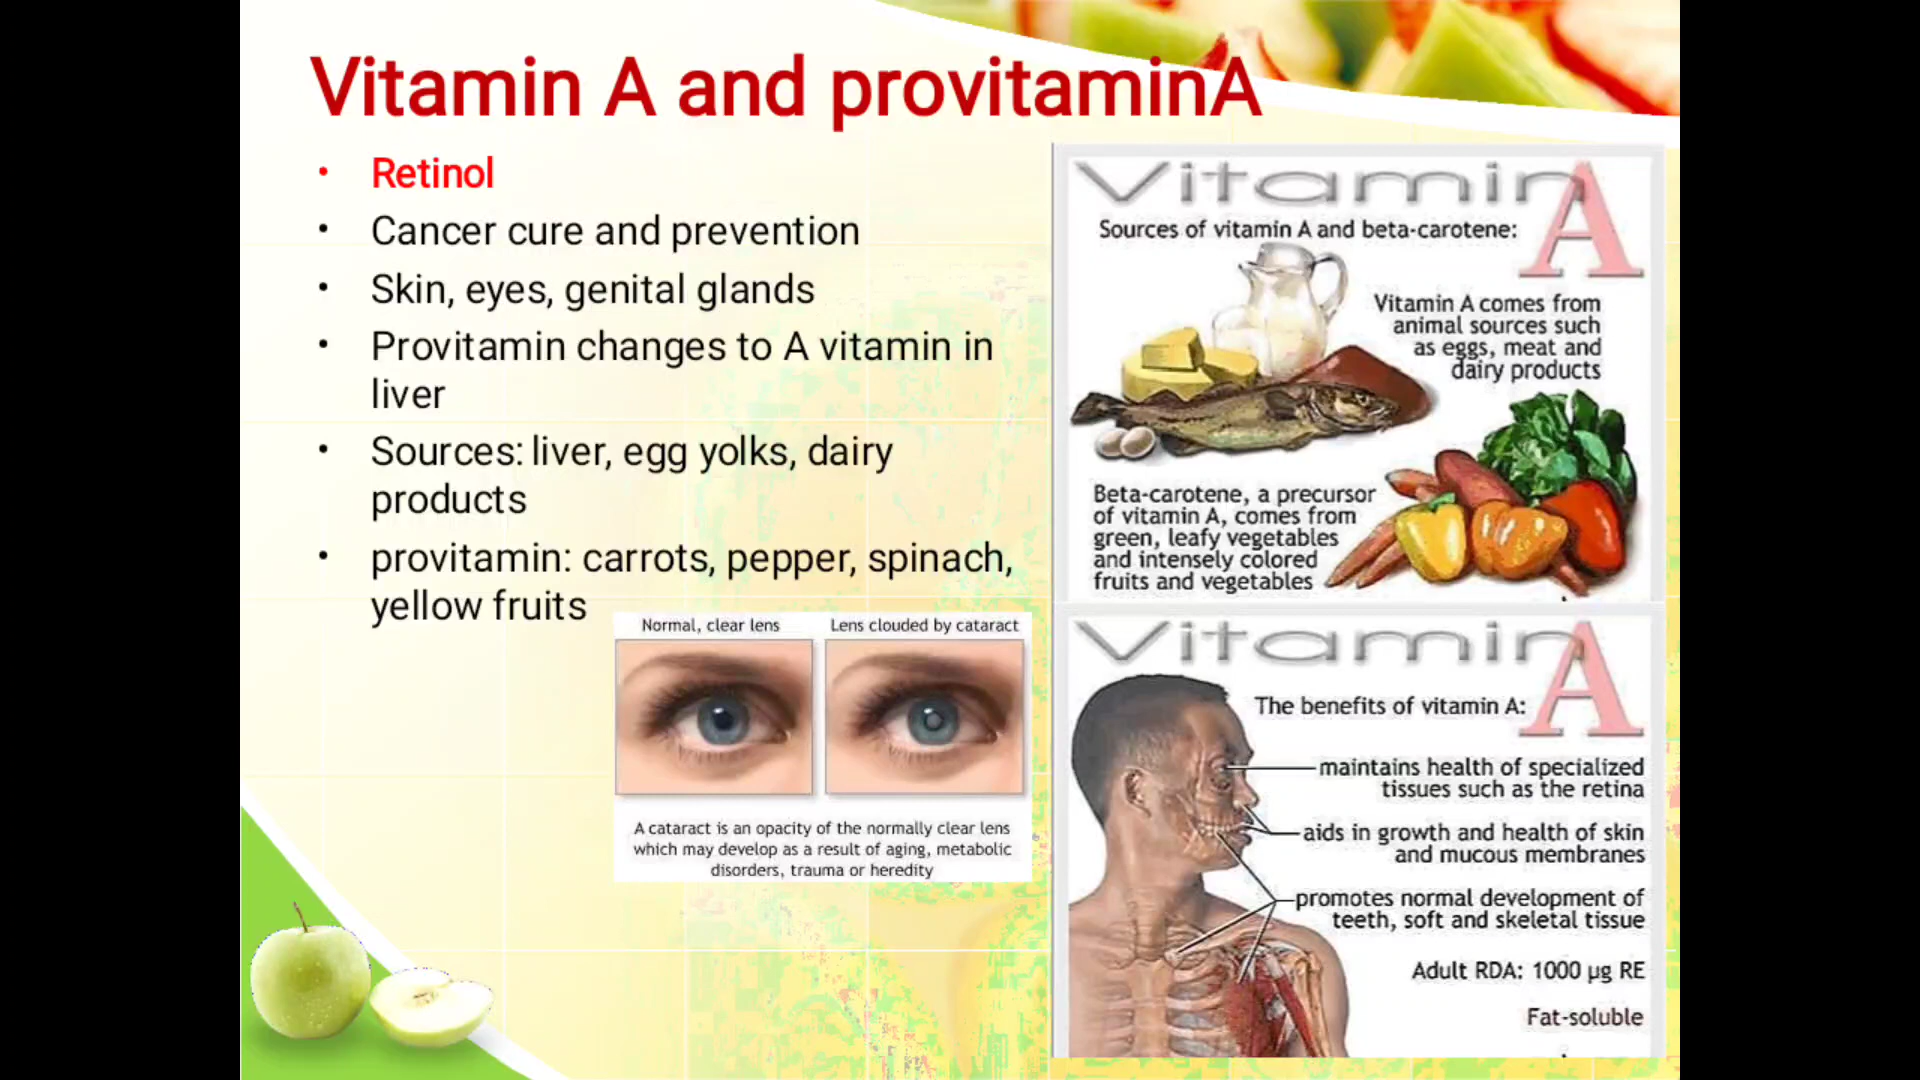 Vitamin A and provitaminA
• Retinol
• Cancer cure and prevention
• Skin, eyes, genital glands
• Provitamin changes to A vitamin in
liver
• Sources: liver, egg yolks, dairy
products
• provitamin: carrots, pepper, spinach,
yellow fruits
Normal, clear lens
Lens clouded by cataract
A cataract is an opacity of the normally clear lens
which may develop as a result of aging, metabolic
disorders, trauma or heredity
Vitamin A
Sources of vitamin A and beta-carotene:
Vitamin A comes from
animal sources such
as eggs, meat and
dairy products
Beta-carotene, a precursor
of vitamin A, comes from
green, leafy vegetables
and intensely colored
fruits and vegetables
Vitamin A
The benefits of vitamin A:
maintains health of specialized
tissues such as the retina
aids in growth and health of skin
and mucous membranes
promotes normal development of
teeth, soft and skeletal tissue
Adult RDA: 1000 µg RE
Fat-soluble